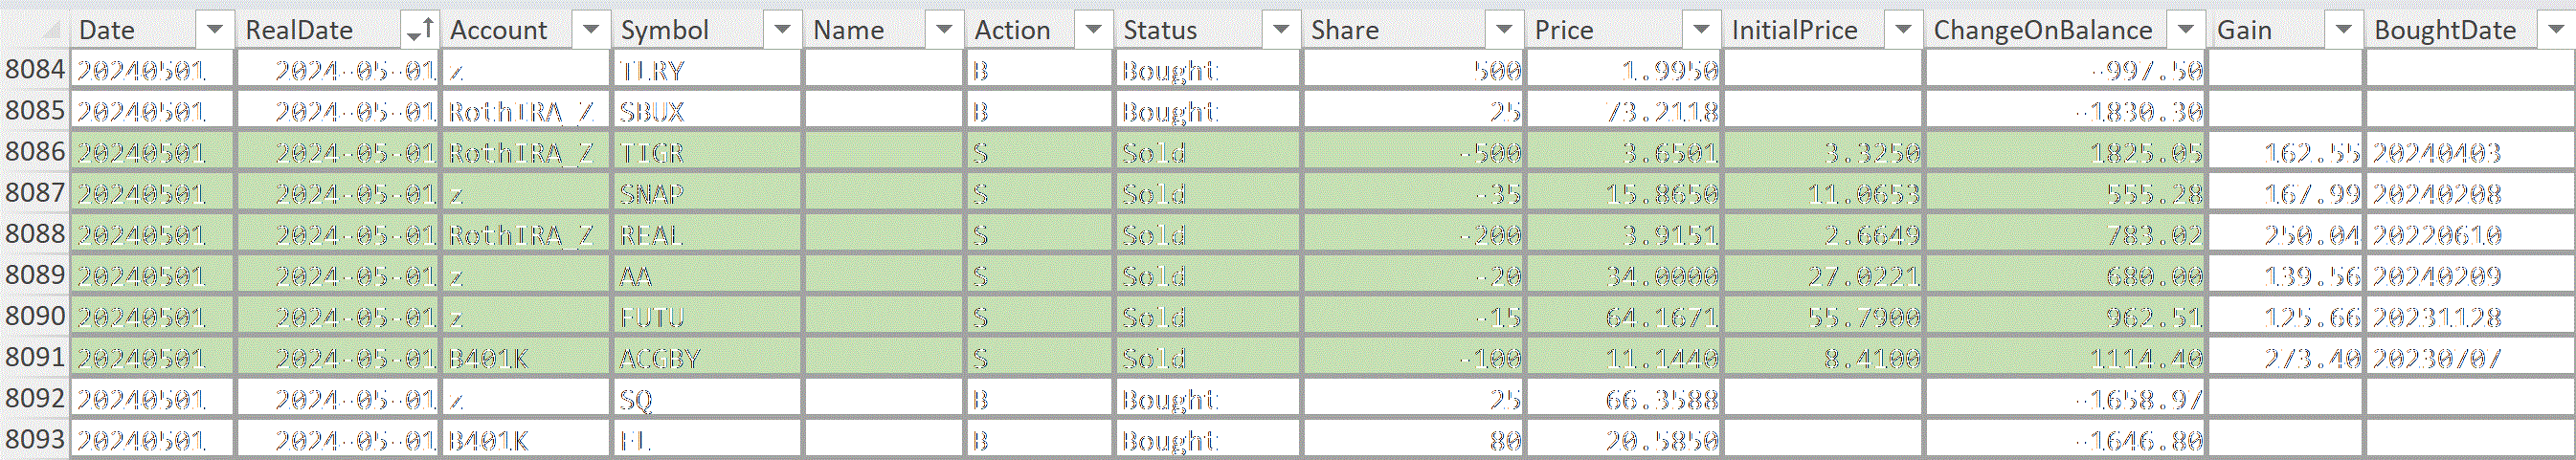 Date RealDate Account Symbol Name Action Status Share Price InitialPrice ChangeOnBalance Gain BoughtDate
8084 20240501 2024-05-01 z TLRY B Bought 500 1.9950 -997.50
8085 20240501 2024-05-01 RothIRA_Z SBUX B Bought 25 73.2118 -1830.30
8086 20240501 2024-05-01 RothIRA_Z TIGR S Sold -500 3.6501 3.3250 1825.05 162.55 20240403
8087 20240501 2024-05-01 z SNAP S Sold -35 15.8650 11.0653 555.28 167.99 20240208
8088 20240501 2024-05-01 RothIRA_Z REAL S Sold -200 3.9151 2.6649 783.02 250.04 20220610
8089 20240501 2024-05-01 z AA S Sold -20 34.0000 27.0221 680.00 139.56 20240209
8090 20240501 2024-05-01 z FUTU S Sold -15 64.1671 55.7900 962.51 125.66 20231128
8091 20240501 2024-05-01 B401K ACGBY S Sold -100 11.1440 8.4100 1114.40 273.40 20230707
8092 20240501 2024-05-01 z SQ B Bought 25 66.3588 -1658.97
8093 20240501 2024-05-01 B401K FL B Bought 80 20.5850 -1646.80